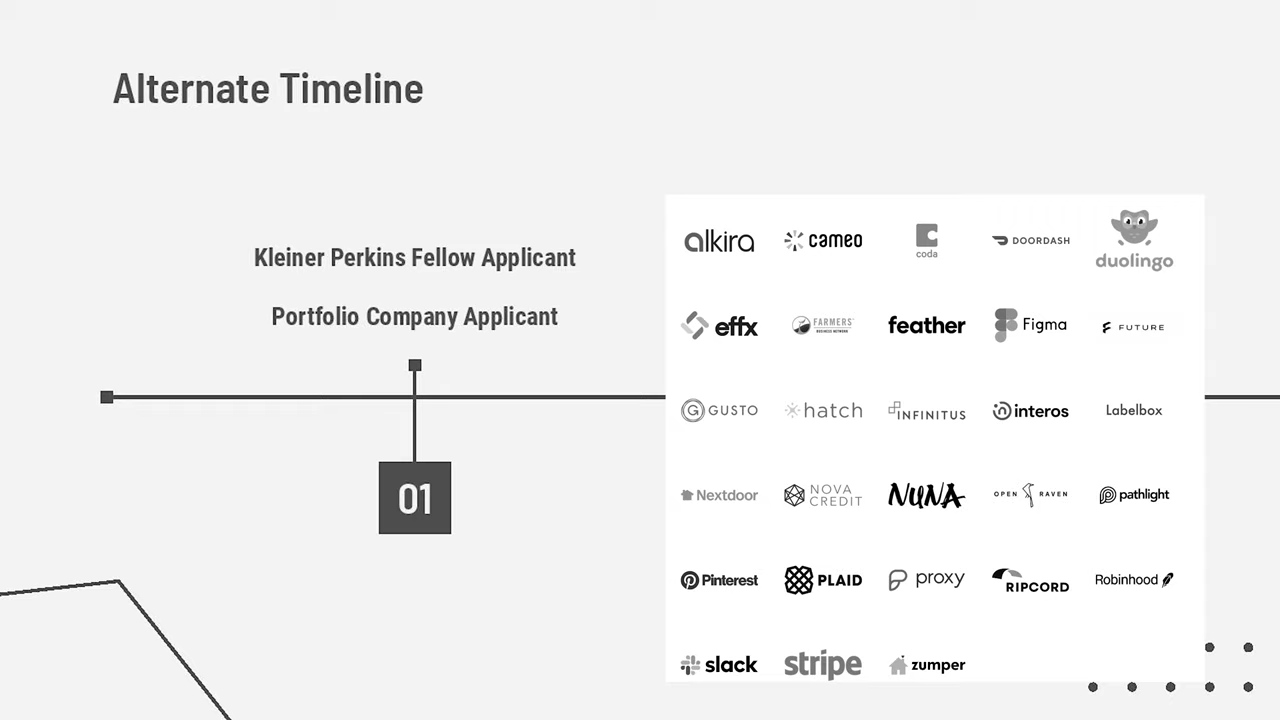 Alternate Timeline
Kleiner Perkins Fellow Applicant
Portfolio Company Applicant
01
alkira
cameo
coda
DOORDASH
duolingo
effx
FARMERS
BUSINESS NETWORK
feather
Figma
FUTURE
G GUSTO
hatch
INFINITUS
interos
Labelbox
Nextdoor
NOVA
CREDIT
NUNA
OPEN RAVEN
pathlight
Pinterest
PLAID
proxy
RIPCORD
Robinhood
slack
stripe
zumper